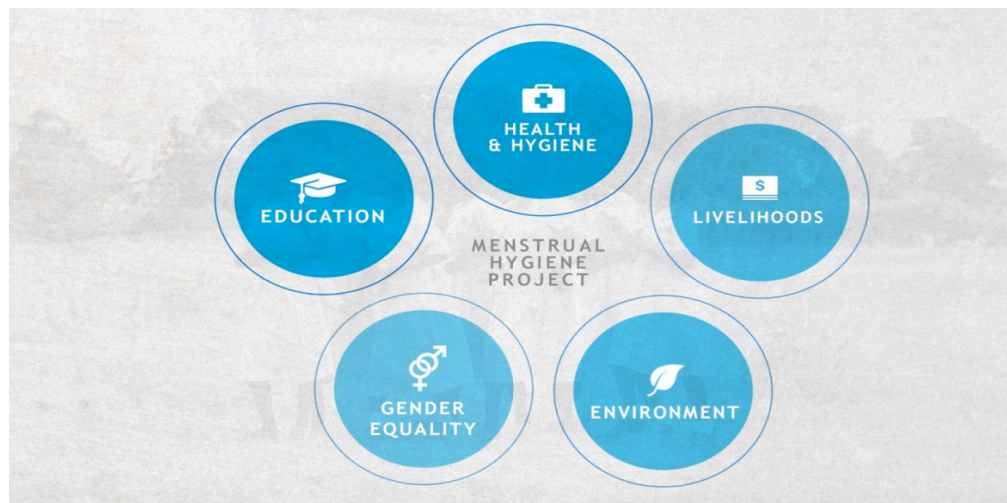 HEALTH
& HYGIENE
EDUCATION
$
LIVELIHOODS
MENSTRUAL
HYGIENE
PROJECT
GENDER
EQUALITY
ENVIRONMENT